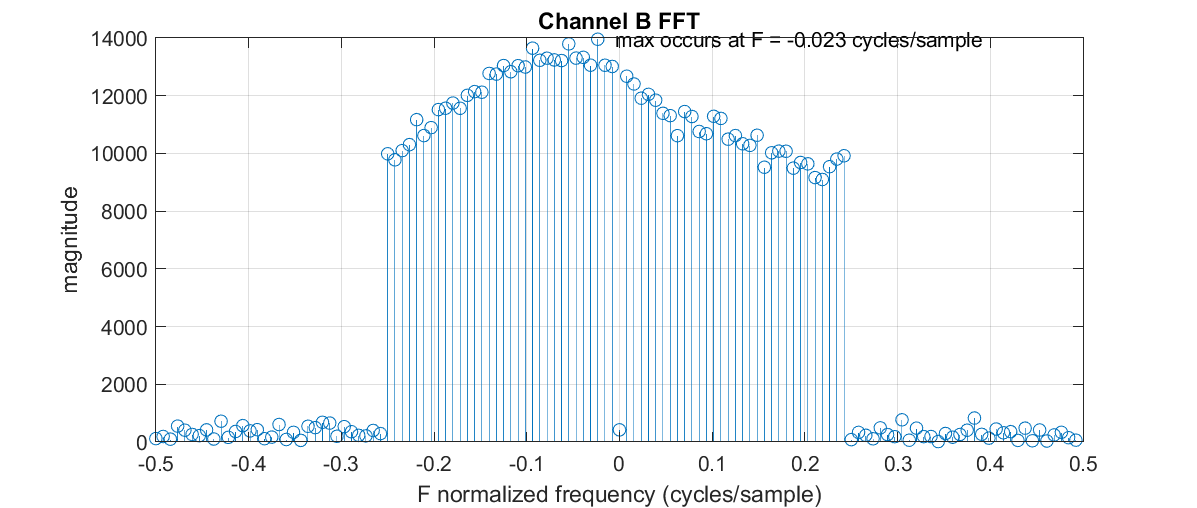 Channel B FFT
max occurs at F = -0.023 cycles/sample
14000
12000
10000
8000
6000
4000
2000
0
magnitude
-0.5 -0.4 -0.3 -0.2 -0.1 0 0.1 0.2 0.3 0.4 0.5
F normalized frequency (cycles/sample)